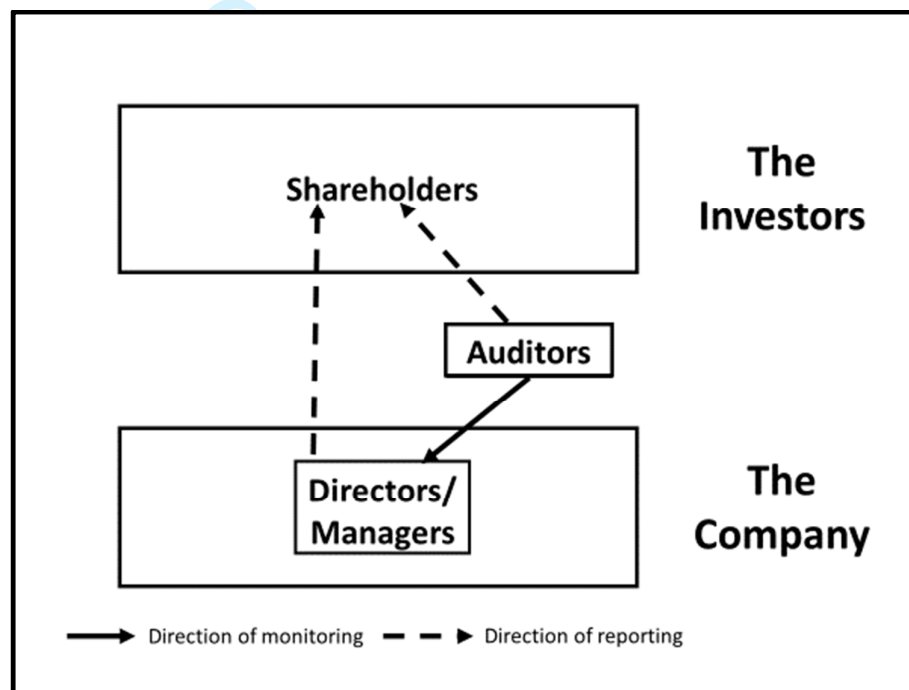 The
Investors
Shareholders
Auditors
Directors/
Managers
The
Company
Direction of monitoring
Direction of reporting